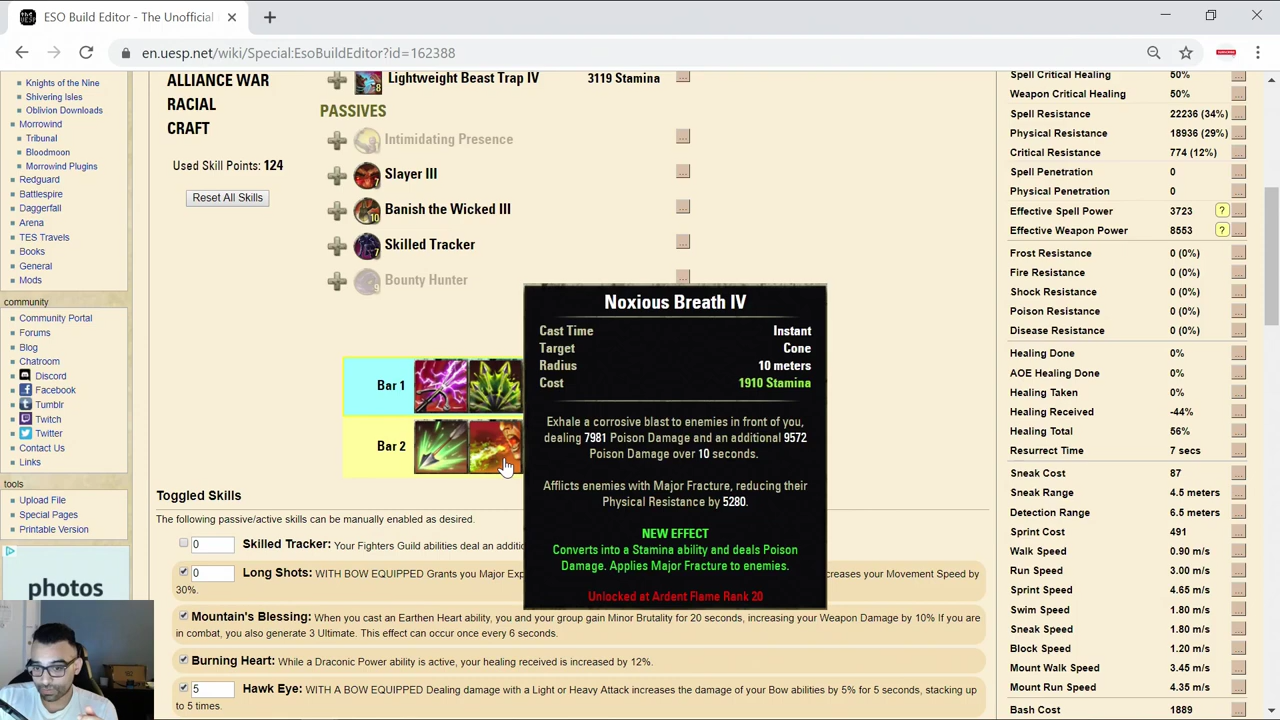 the UESP
ESO Build Editor - The Unofficial
en.uesp.net/wiki/Special:EsoBuildEditor?id=162388
Knights of the Nine
Shivering Isles
Oblivion Downloads
Morrowind
Tribunal
Bloodmoon
Morrowind Plugins
Redguard
Battlespire
Daggerfall
Arena
TES Travels
Books
General
Mods
community
Community Portal
Forums
Blog
Chatroom
Discord
Facebook
Tumblr
Twitch
Twitter
Contact Us
Links
tools
Upload File
Special Pages
Printable Version
photos
ALLIANCE WAR
RACIAL
CRAFT
Used Skill Points: 124
Reset All Skills
8 Lightweight Beast Trap IV 3119 Stamina ...
PASSIVES
Intimidating Presence ...
7 Slayer III ...
10 Banish the Wicked III ...
7 Skilled Tracker ...
Bounty Hunter ...
Bar 1
Bar 2
Noxious Breath IV
Cast Time Instant
Target Cone
Radius 10 meters
Cost 1910 Stamina
Exhale a corrosive blast to enemies in front of you,
dealing 7981 Poison Damage and an additional 9572
Poison Damage over 10 seconds.
Afflicts enemies with Major Fracture, reducing their
Physical Resistance by 5280.
NEW EFFECT
Converts into a Stamina ability and deals Poison
Damage. Applies Major Fracture to enemies.
Unlocked at Ardent Flame Rank 20
Toggled Skills
The following passive/active skills can be manually enabled as desired.
0 Skilled Tracker: Your Fighters Guild abilities deal an additi
0 Long Shots: WITH BOW EQUIPPED Grants you Major Exp creases your Movement Speed by
30%.
Mountain's Blessing: When you cast an Earthen Heart ability, you and your group gain Minor Brutality for 20 seconds, increasing your Weapon Damage by 10% If you are
in combat, you also generate 3 Ultimate. This effect can occur once every 6 seconds.
Burning Heart: While a Draconic Power ability is active, your healing received is increased by 12%.
5 Hawk Eye: WITH A BOW EQUIPPED Dealing damage with a Light or Heavy Attack increases the damage of your Bow abilities by 5% for 5 seconds, stacking up
to 5 times.
Spell Critical Healing 50% ...
Weapon Critical Healing 50% ...
Spell Resistance 22236 (34%) ...
Physical Resistance 18936 (29%) ...
Critical Resistance 774 (12%) ...
Spell Penetration 0 ...
Physical Penetration 0 ...
Effective Spell Power 3723 ? ...
Effective Weapon Power 8553 ? ...
Frost Resistance 0 (0%) ...
Fire Resistance 0 (0%) ...
Shock Resistance 0 (0%) ...
Poison Resistance 0 (0%) ...
Disease Resistance 0 (0%) ...
Healing Done 0% ...
AOE Healing Done 0% ...
Healing Taken 0% ...
Healing Received -44% ...
Healing Total 56% ...
Resurrect Time 7 secs ...
Sneak Cost 87 ...
Sneak Range 4.5 meters ...
Detection Range 6.5 meters ...
Sprint Cost 491 ...
Walk Speed 0.90 m/s ...
Run Speed 3.00 m/s ...
Sprint Speed 4.65 m/s ...
Swim Speed 1.80 m/s ...
Sneak Speed 1.80 m/s ...
Block Speed 1.20 m/s ...
Mount Walk Speed 3.45 m/s ...
Mount Run Speed 4.35 m/s ...
Bash Cost 1889 ...